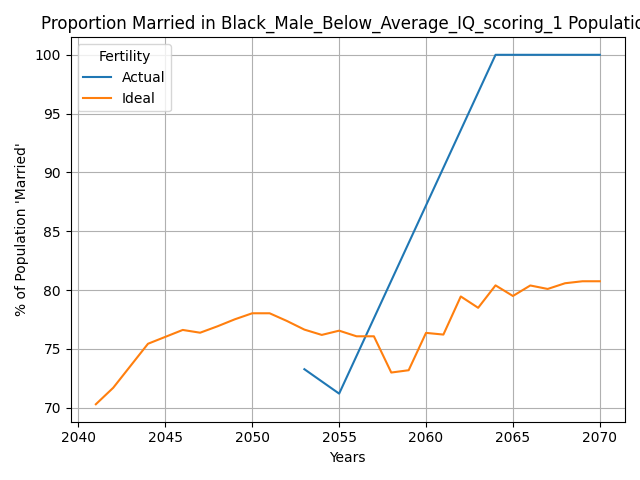 Proportion Married in Black_Male_Below_Average_IQ_scoring_1 Populatio
Fertility
Actual
Ideal
100
95
90
85
80
75
70
% of Population 'Married'
2040
2045
2050
2055
2060
2065
2070
Years